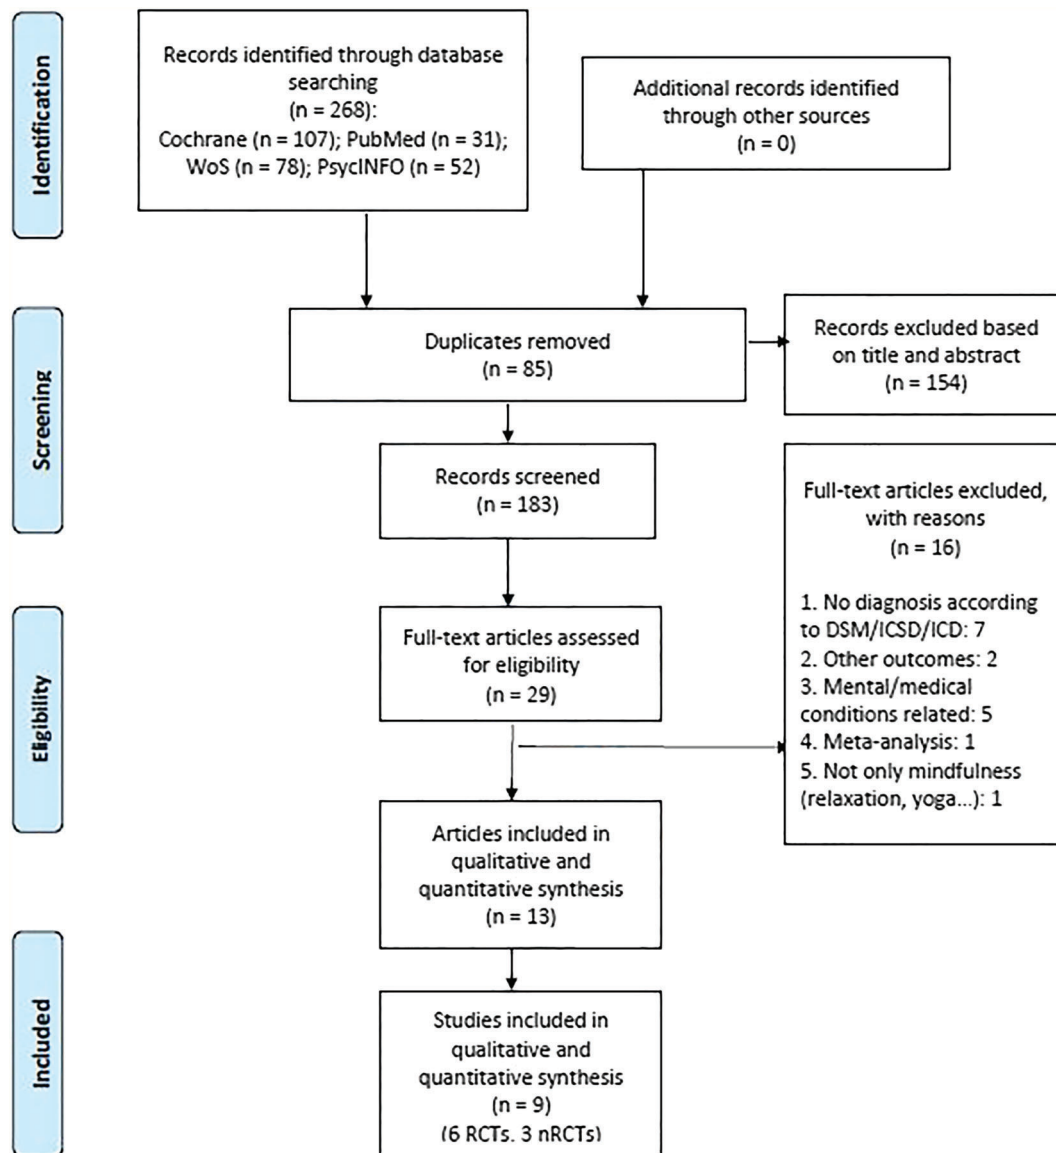 Identification
Records identified through database
searching
(n = 268):
Cochrane (n = 107); PubMed (n = 31);
WoS (n = 78); PsycINFO (n = 52)
Additional records identified
through other sources
(n = 0)
Screening
Duplicates removed
(n = 85)
Records excluded based
on title and abstract
(n = 154)
Records screened
(n = 183)
Full-text articles excluded,
with reasons
(n = 16)
1. No diagnosis according
to DSM/ICSD/ICD: 7
2. Other outcomes: 2
3. Mental/medical
conditions related: 5
4. Meta-analysis: 1
5. Not only mindfulness
(relaxation, yoga...): 1
Eligibility
Full-text articles assessed
for eligibility
(n = 29)
Articles included in
qualitative and
quantitative synthesis
(n = 13)
Included
Studies included in
qualitative and
quantitative synthesis
(n = 9)
(6 RCTs, 3 nRCTs)